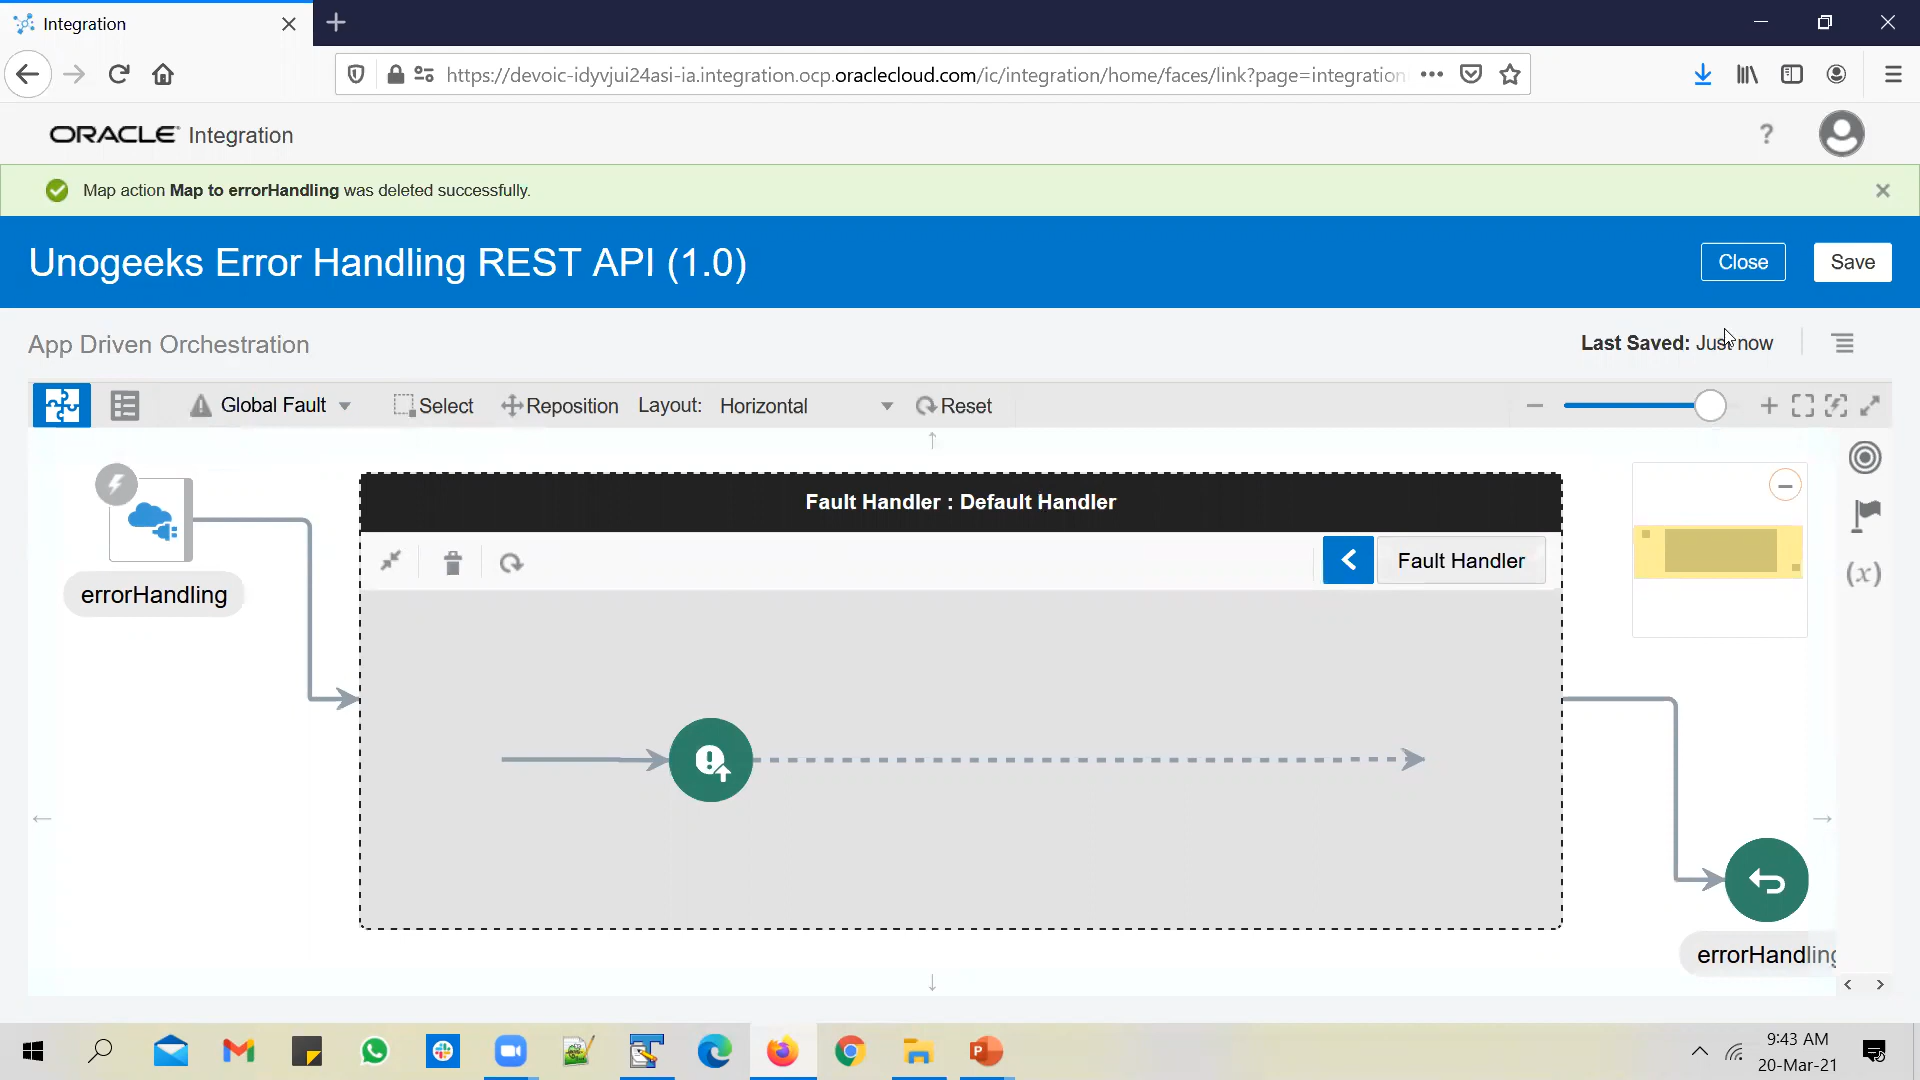 Integration
https://devoic-idyvjui24asi-ia.integration.ocp.oraclecloud.com/ic/integration/home/faces/link?page=integration
ORACLE Integration
?
Map action Map to errorHandling was deleted successfully.
Unogeeks Error Handling REST API (1.0)
Close
Save
App Driven Orchestration
Last Saved: Just now
Global Fault
Select
Reposition
Layout: Horizontal
Reset
Fault Handler : Default Handler
Fault Handler
errorHandling
(x)
errorHandling
9:43 AM
20-Mar-21